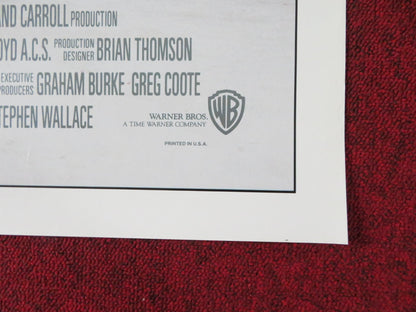 AND CARROLL PRODUCTION
OYD A.C.S. PRODUCTION DESIGNER BRIAN THOMSON
EXECUTIVE PRODUCERS GRAHAM BURKE · GREG COOTE
STEPHEN WALLACE
WB
WARNER BROS.
A TIME WARNER COMPANY
PRINTED IN U.S.A.